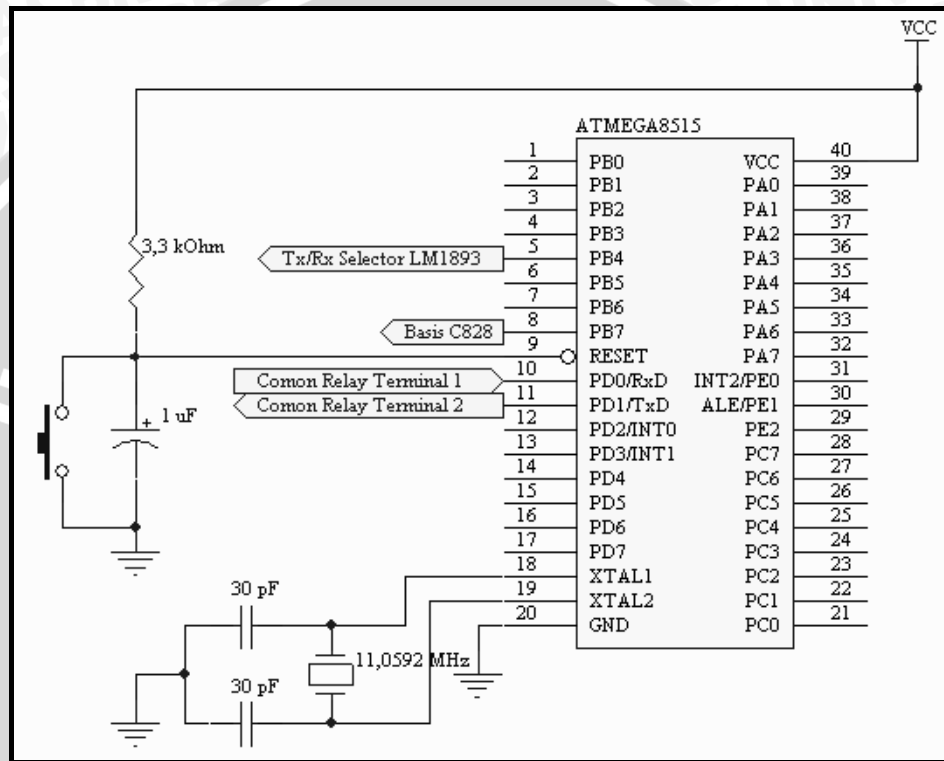 VCC
ATMEGA8515
1 PB0 VCC 40
2 PB1 PA0 39
3 PB2 PA1 38
4 PB3 PA2 37
Tx/Rx Selector LM1893 5 PB4 PA3 36
6 PB5 PA4 35
7 PB6 PA5 34
Basis C828 8 PB7 PA6 33
9 RESET PA7 32
Comon Relay Terminal 1 10 PD0/RxD INT2/PE0 31
Comon Relay Terminal 2 11 PD1/TxD ALE/PE1 30
12 PD2/INT0 PE2 29
13 PD3/INT1 PC7 28
14 PD4 PC6 27
15 PD5 PC5 26
16 PD6 PC4 25
17 PD7 PC3 24
18 XTAL1 PC2 23
19 XTAL2 PC1 22
20 GND PC0 21
3,3 kOhm
+ 1 uF
30 pF
11,0592 MHz
30 pF